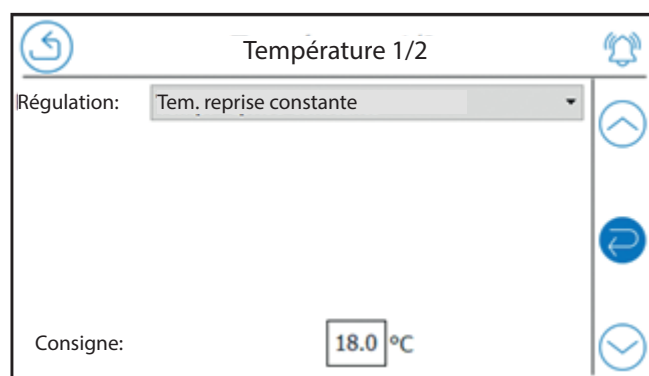 Température 1/2
Régulation: Tem. reprise constante
Consigne: 18.0 °C